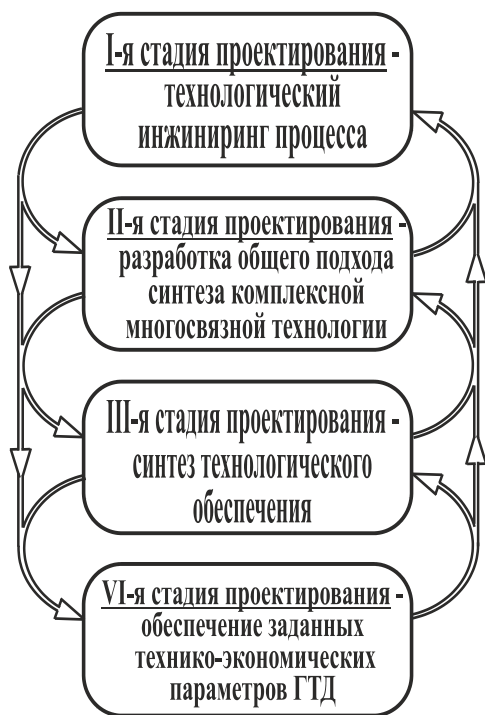 I-я стадия проектирования -
технологический
инжиниринг процесса
II-я стадия проектирования -
разработка общего подхода
синтеза комплексной
многосвязной технологии
III-я стадия проектирования -
синтез технологического
обеспечения
VI-я стадия проектирования -
обеспечение заданных
технико-экономических
параметров ГТД